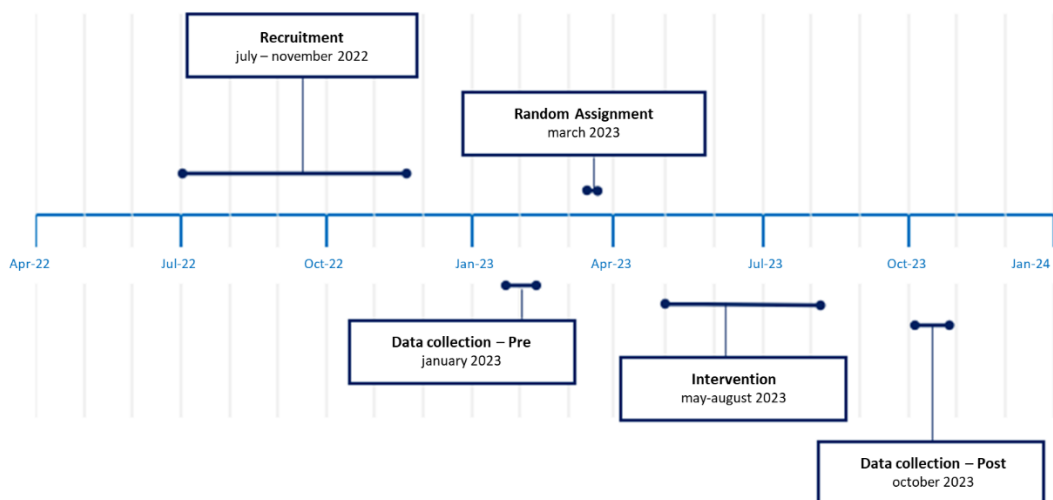 Recruitment
july – november 2022
Random Assignment
march 2023
Apr-22
Jul-22
Oct-22
Jan-23
Apr-23
Jul-23
Oct-23
Jan-24
Data collection – Pre
january 2023
Intervention
may-august 2023
Data collection – Post
october 2023